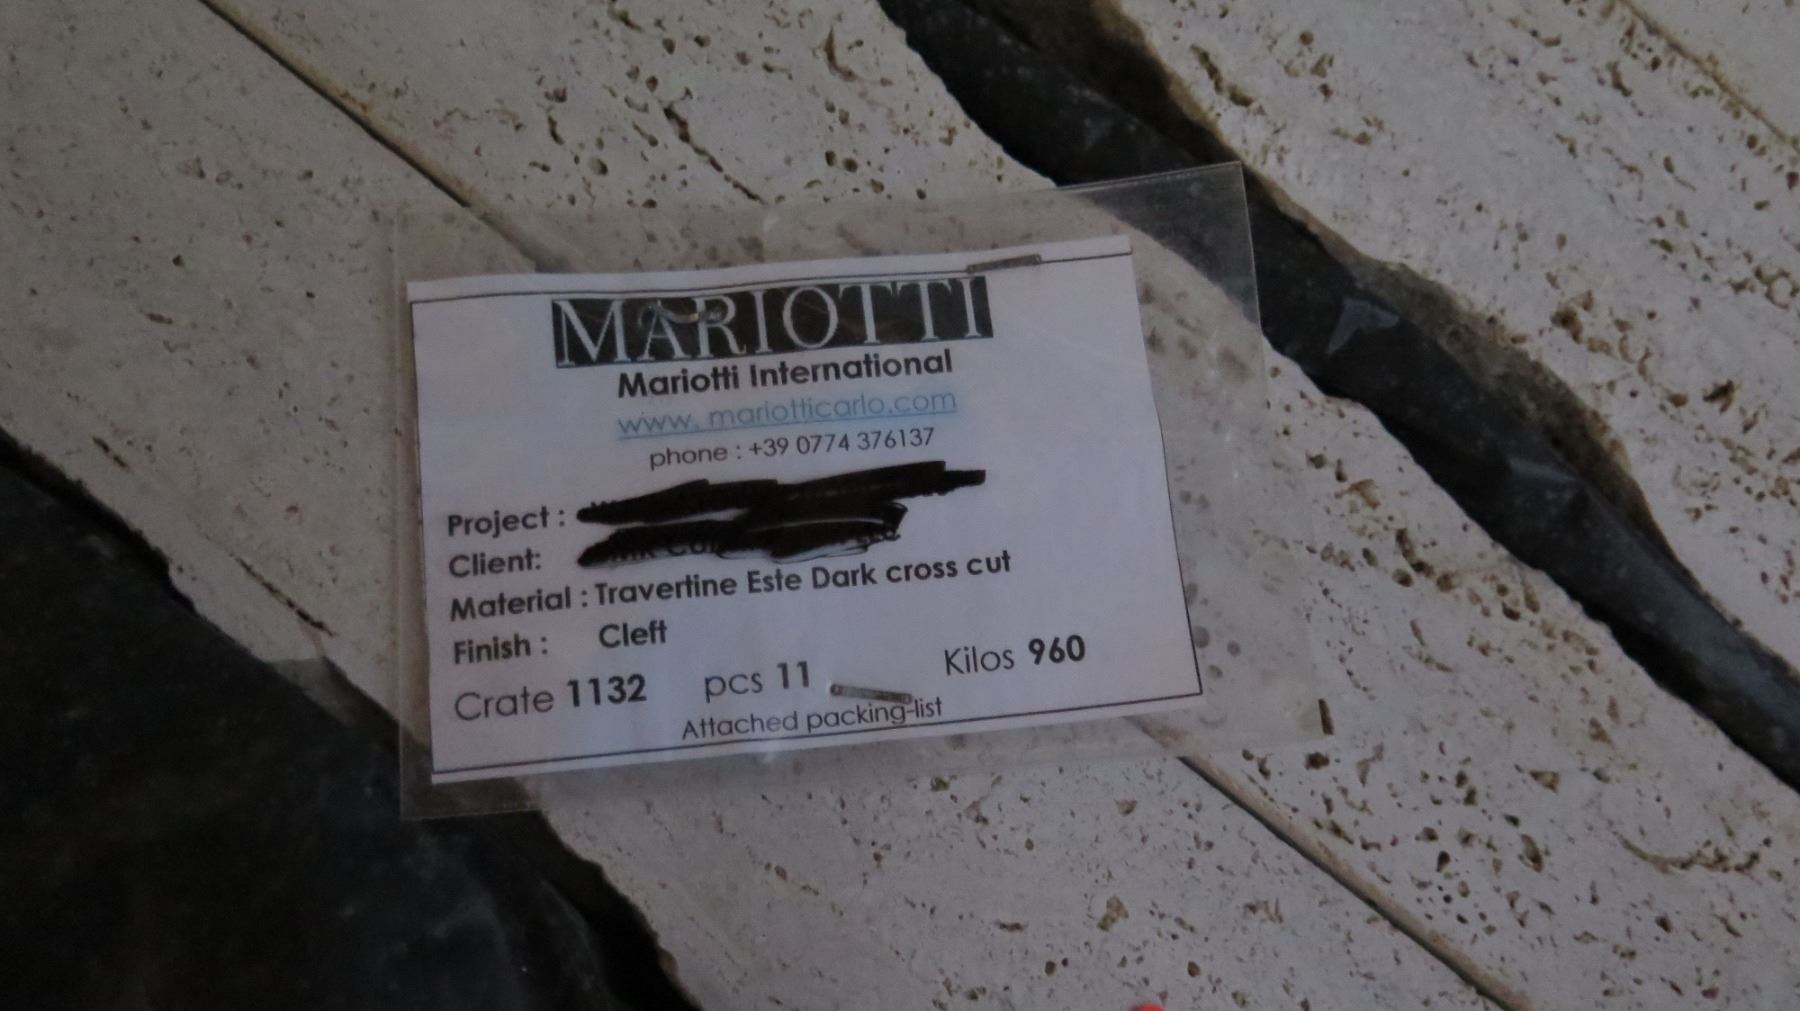 MARIOTTI
Mariotti International
www. mariotticarlo.com
phone : +39 0774 376137
Project :
Client:
Material : Travertine Este Dark cross cut
Finish : Cleft
Crate 1132 pcs 11 Kilos 960
Attached packing-list